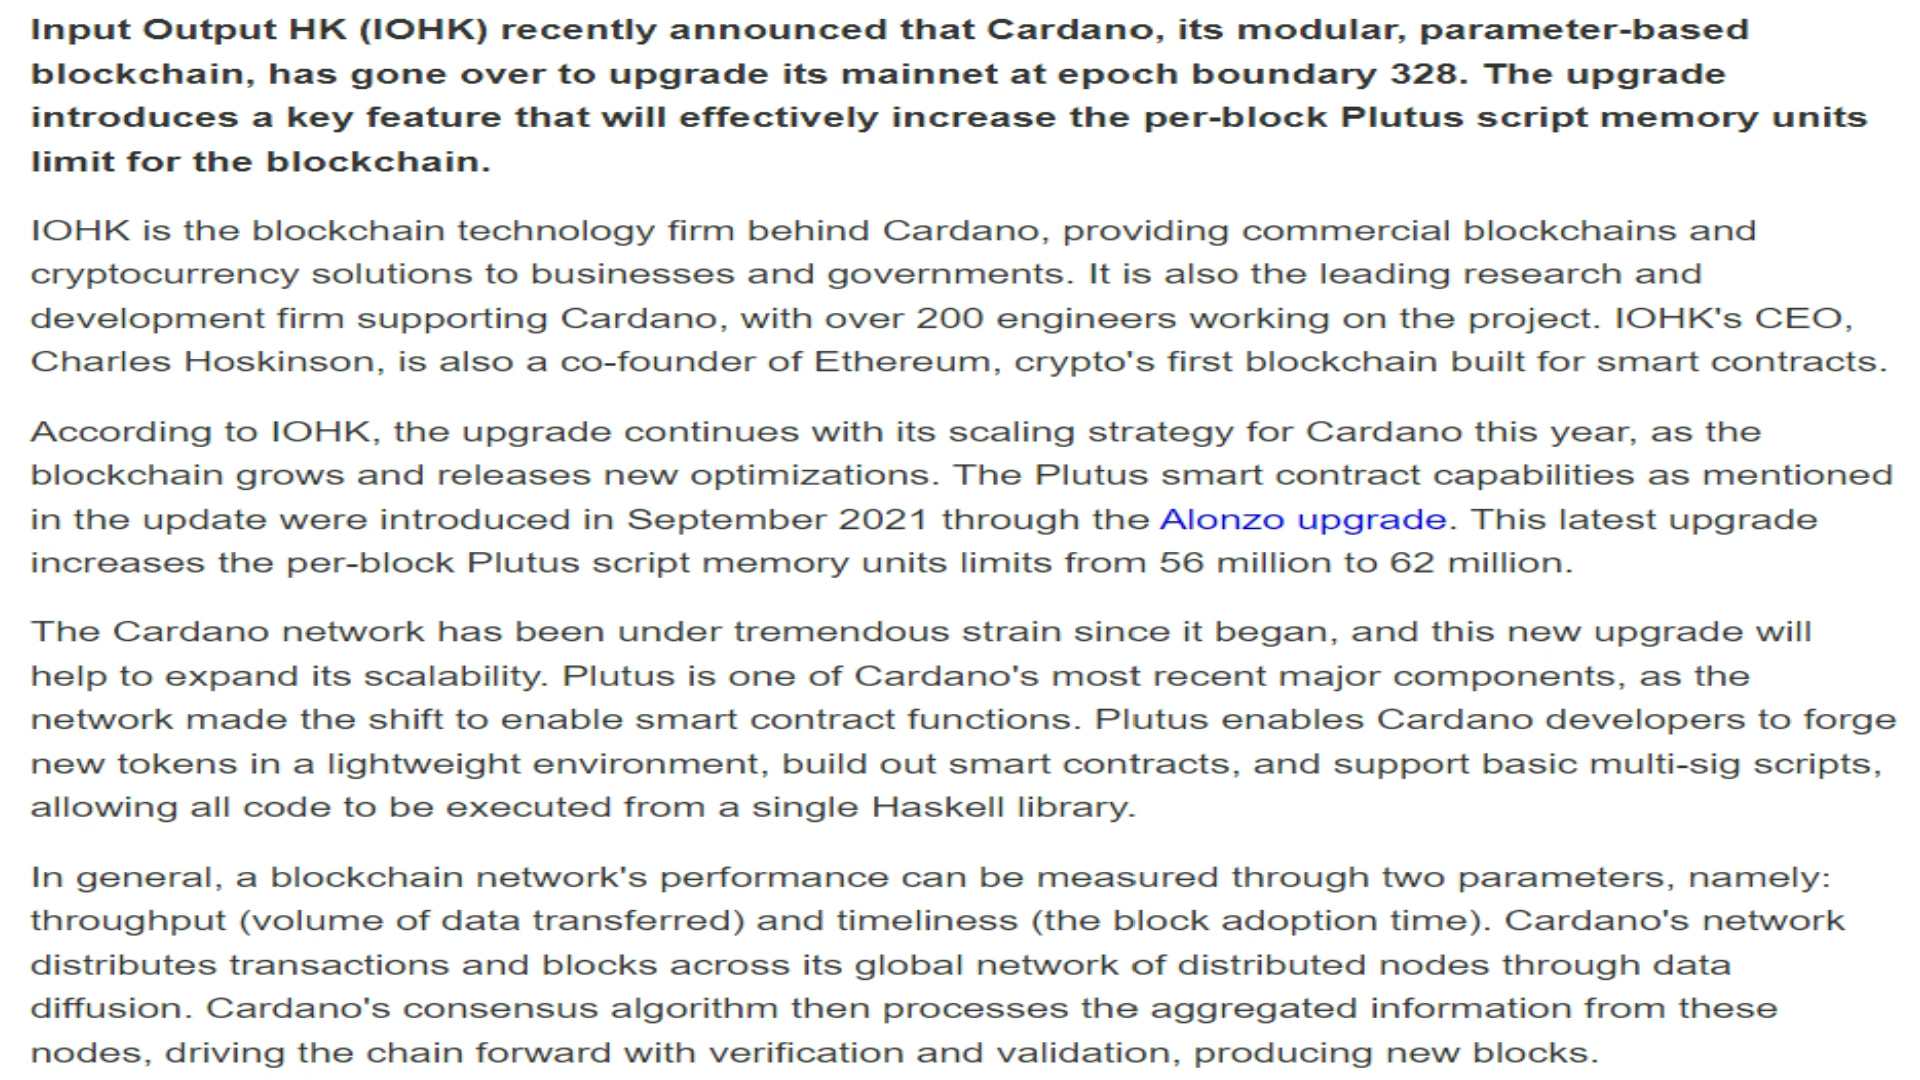 Input Output HK (IOHK) recently announced that Cardano, its modular, parameter-based
blockchain, has gone over to upgrade its mainnet at epoch boundary 328. The upgrade
introduces a key feature that will effectively increase the per-block Plutus script memory units
limit for the blockchain.
IOHK is the blockchain technology firm behind Cardano, providing commercial blockchains and
cryptocurrency solutions to businesses and governments. It is also the leading research and
development firm supporting Cardano, with over 200 engineers working on the project. IOHK's CEO,
Charles Hoskinson, is also a co-founder of Ethereum, crypto's first blockchain built for smart contracts.
According to IOHK, the upgrade continues with its scaling strategy for Cardano this year, as the
blockchain grows and releases new optimizations. The Plutus smart contract capabilities as mentioned
in the update were introduced in September 2021 through the Alonzo upgrade. This latest upgrade
increases the per-block Plutus script memory units limits from 56 million to 62 million.
The Cardano network has been under tremendous strain since it began, and this new upgrade will
help to expand its scalability. Plutus is one of Cardano's most recent major components, as the
network made the shift to enable smart contract functions. Plutus enables Cardano developers to forge
new tokens in a lightweight environment, build out smart contracts, and support basic multi-sig scripts,
allowing all code to be executed from a single Haskell library.
In general, a blockchain network's performance can be measured through two parameters, namely:
throughput (volume of data transferred) and timeliness (the block adoption time). Cardano's network
distributes transactions and blocks across its global network of distributed nodes through data
diffusion. Cardano's consensus algorithm then processes the aggregated information from these
nodes, driving the chain forward with verification and validation, producing new blocks.